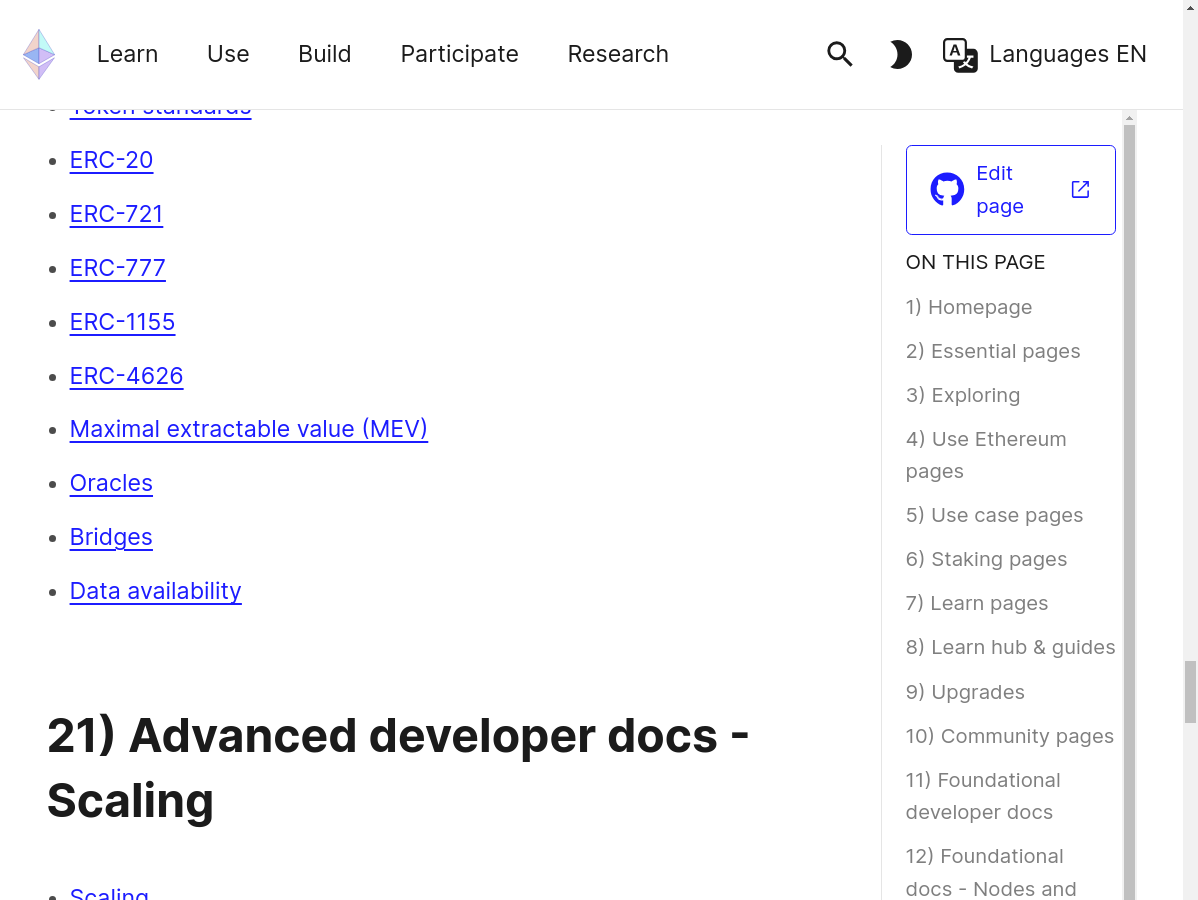 Learn Use Build Participate Research Languages EN
Token standards
ERC-20
ERC-721
ERC-777
ERC-1155
ERC-4626
Maximal extractable value (MEV)
Oracles
Bridges
Data availability
21) Advanced developer docs -
Scaling
Scaling
Edit
page
ON THIS PAGE
1) Homepage
2) Essential pages
3) Exploring
4) Use Ethereum
pages
5) Use case pages
6) Staking pages
7) Learn pages
8) Learn hub & guides
9) Upgrades
10) Community pages
11) Foundational
developer docs
12) Foundational
docs - Nodes and